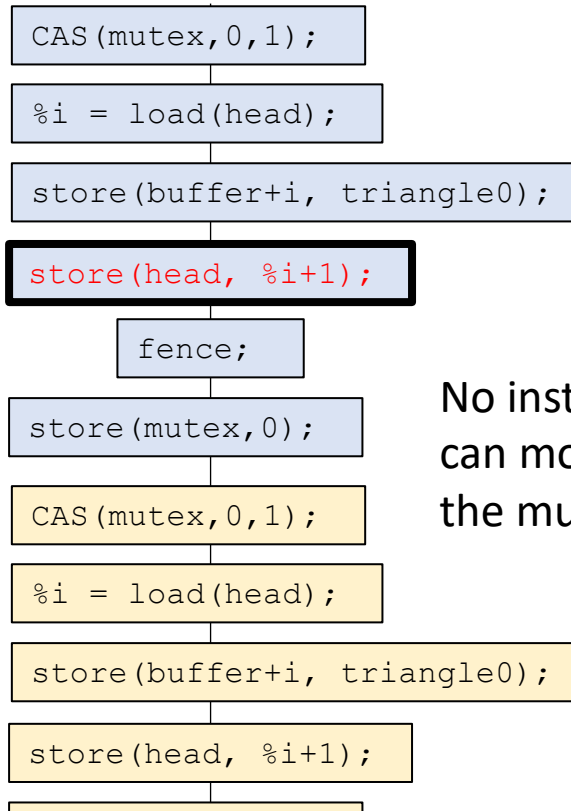 CAS(mutex,0,1);
%i = load(head);
store(buffer+i, triangle0);
store(head, %i+1);
fence;
store(mutex,0);
No inst
can mo
the mu
CAS(mutex,0,1);
%i = load(head);
store(buffer+i, triangle0);
store(head, %i+1);